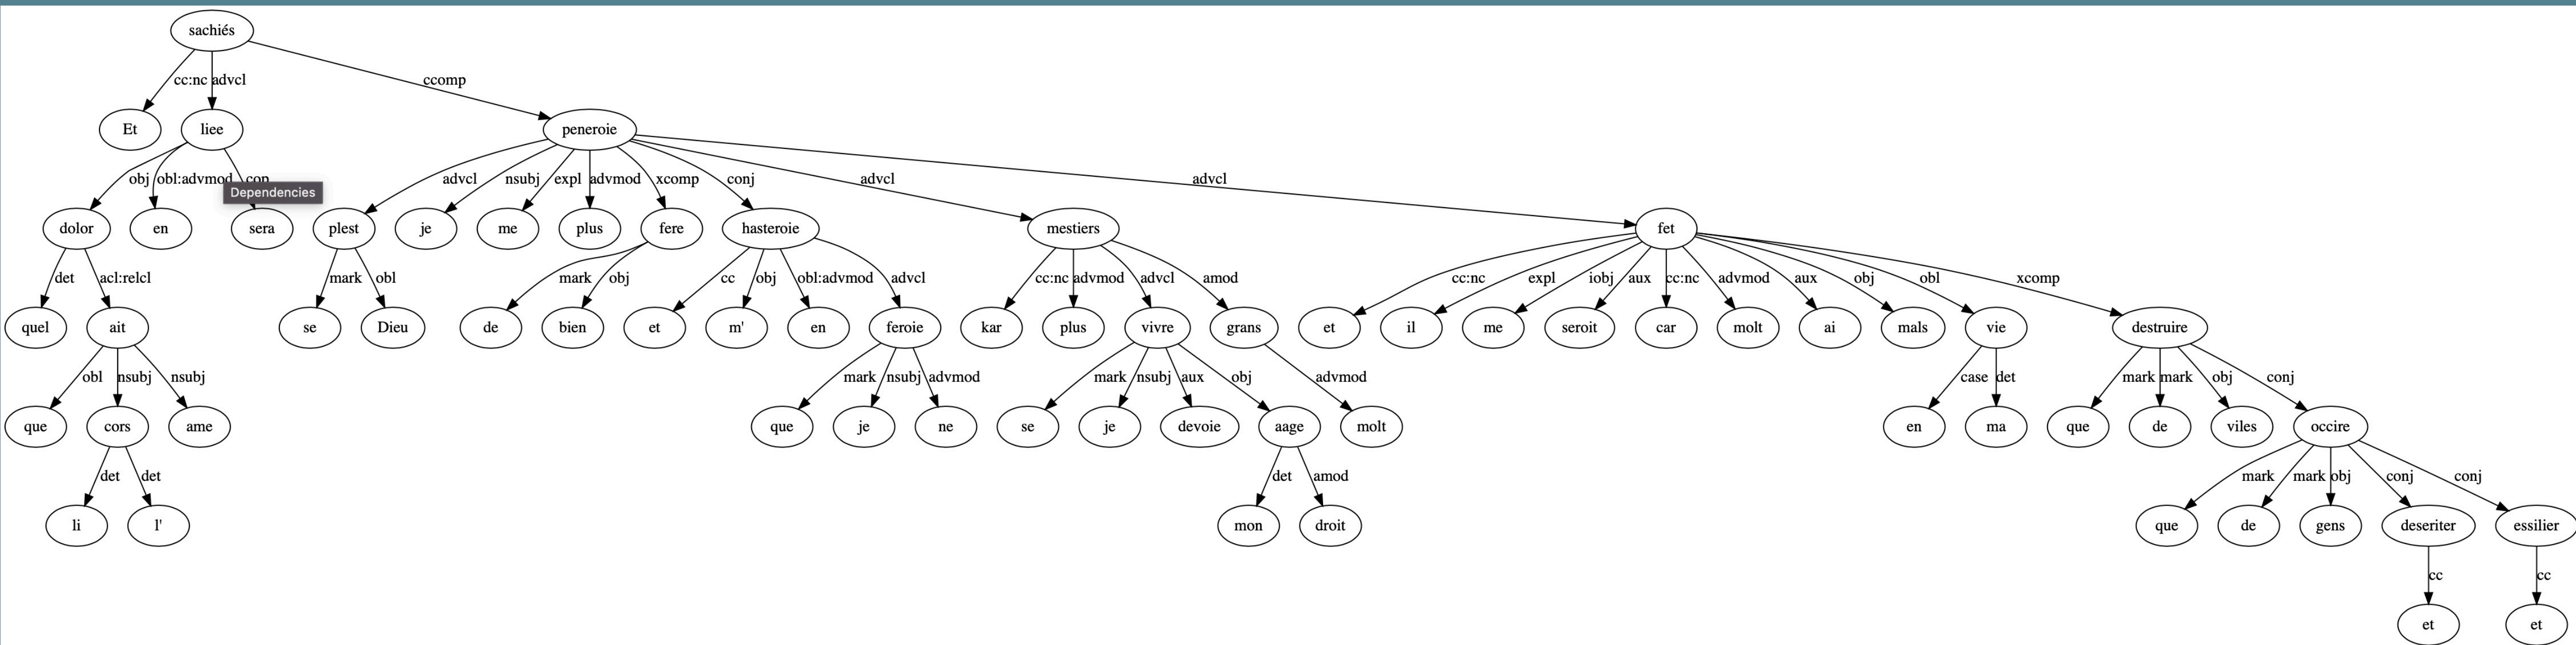 sachiés
cc:nc advcl ccomp
Et liee peneroie
obj obl:advmod cop advcl nsubj expl advmod xcomp conj advcl advcl
Dependencies
dolor en sera plest je me plus fere hasteroie mestiers fet
det acl:relcl mark obl mark obj cc obj obl:advmod advcl cc:nc advmod advcl amod cc:nc expl iobj aux cc:nc advmod aux obj obl xcomp
quel ait se Dieu de bien et m' en feroie kar plus vivre grans et il me seroit car molt ai mals vie destruire
obl nsubj nsubj mark nsubj advmod mark nsubj aux obj advmod case det mark mark obj conj
que cors ame que je ne se je devoie aage molt en ma que de viles occire
det det det amod mark mark obj conj conj
li l' mon droit que de gens deseriter essilier
cc cc
et et